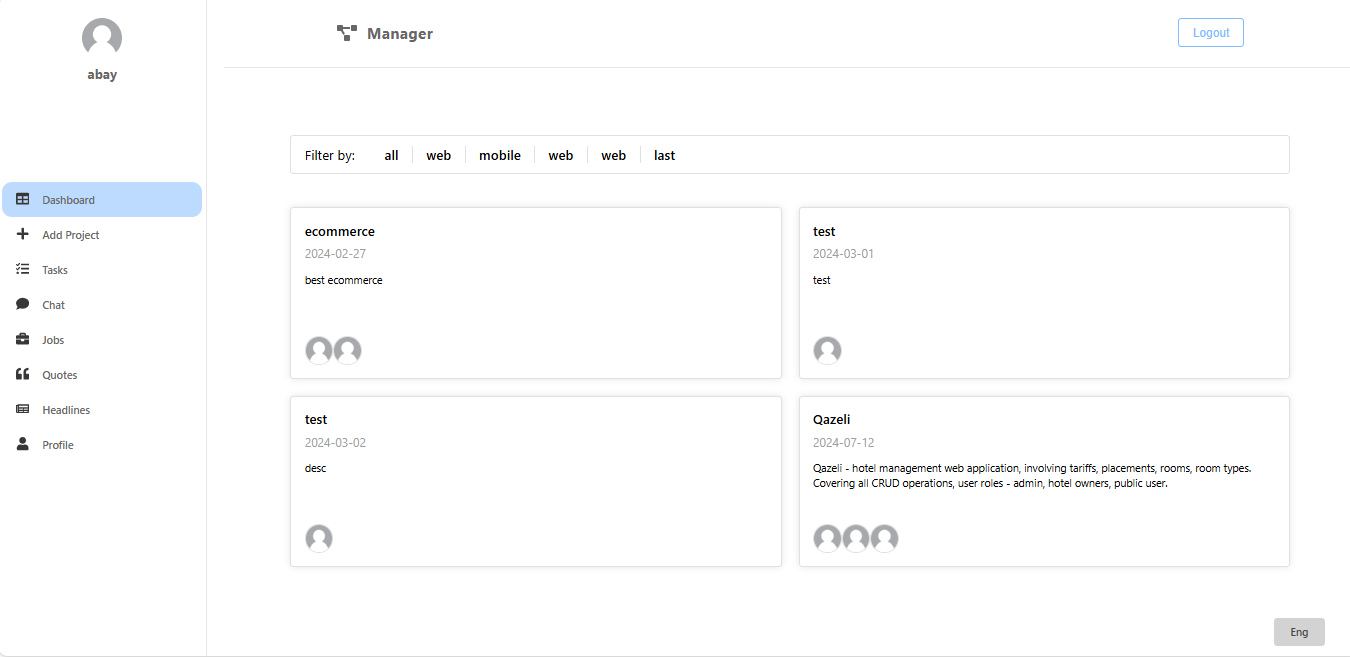 abay
Manager
Logout
Dashboard
Add Project
Tasks
Chat
Jobs
Quotes
Headlines
Profile
Filter by: all web mobile web web last
ecommerce
2024-02-27
best ecommerce
test
2024-03-01
test
test
2024-03-02
desc
Qazeli
2024-07-12
Qazeli - hotel management web application, involving tariffs, placements, rooms, room types.
Covering all CRUD operations, user roles - admin, hotel owners, public user.
Eng